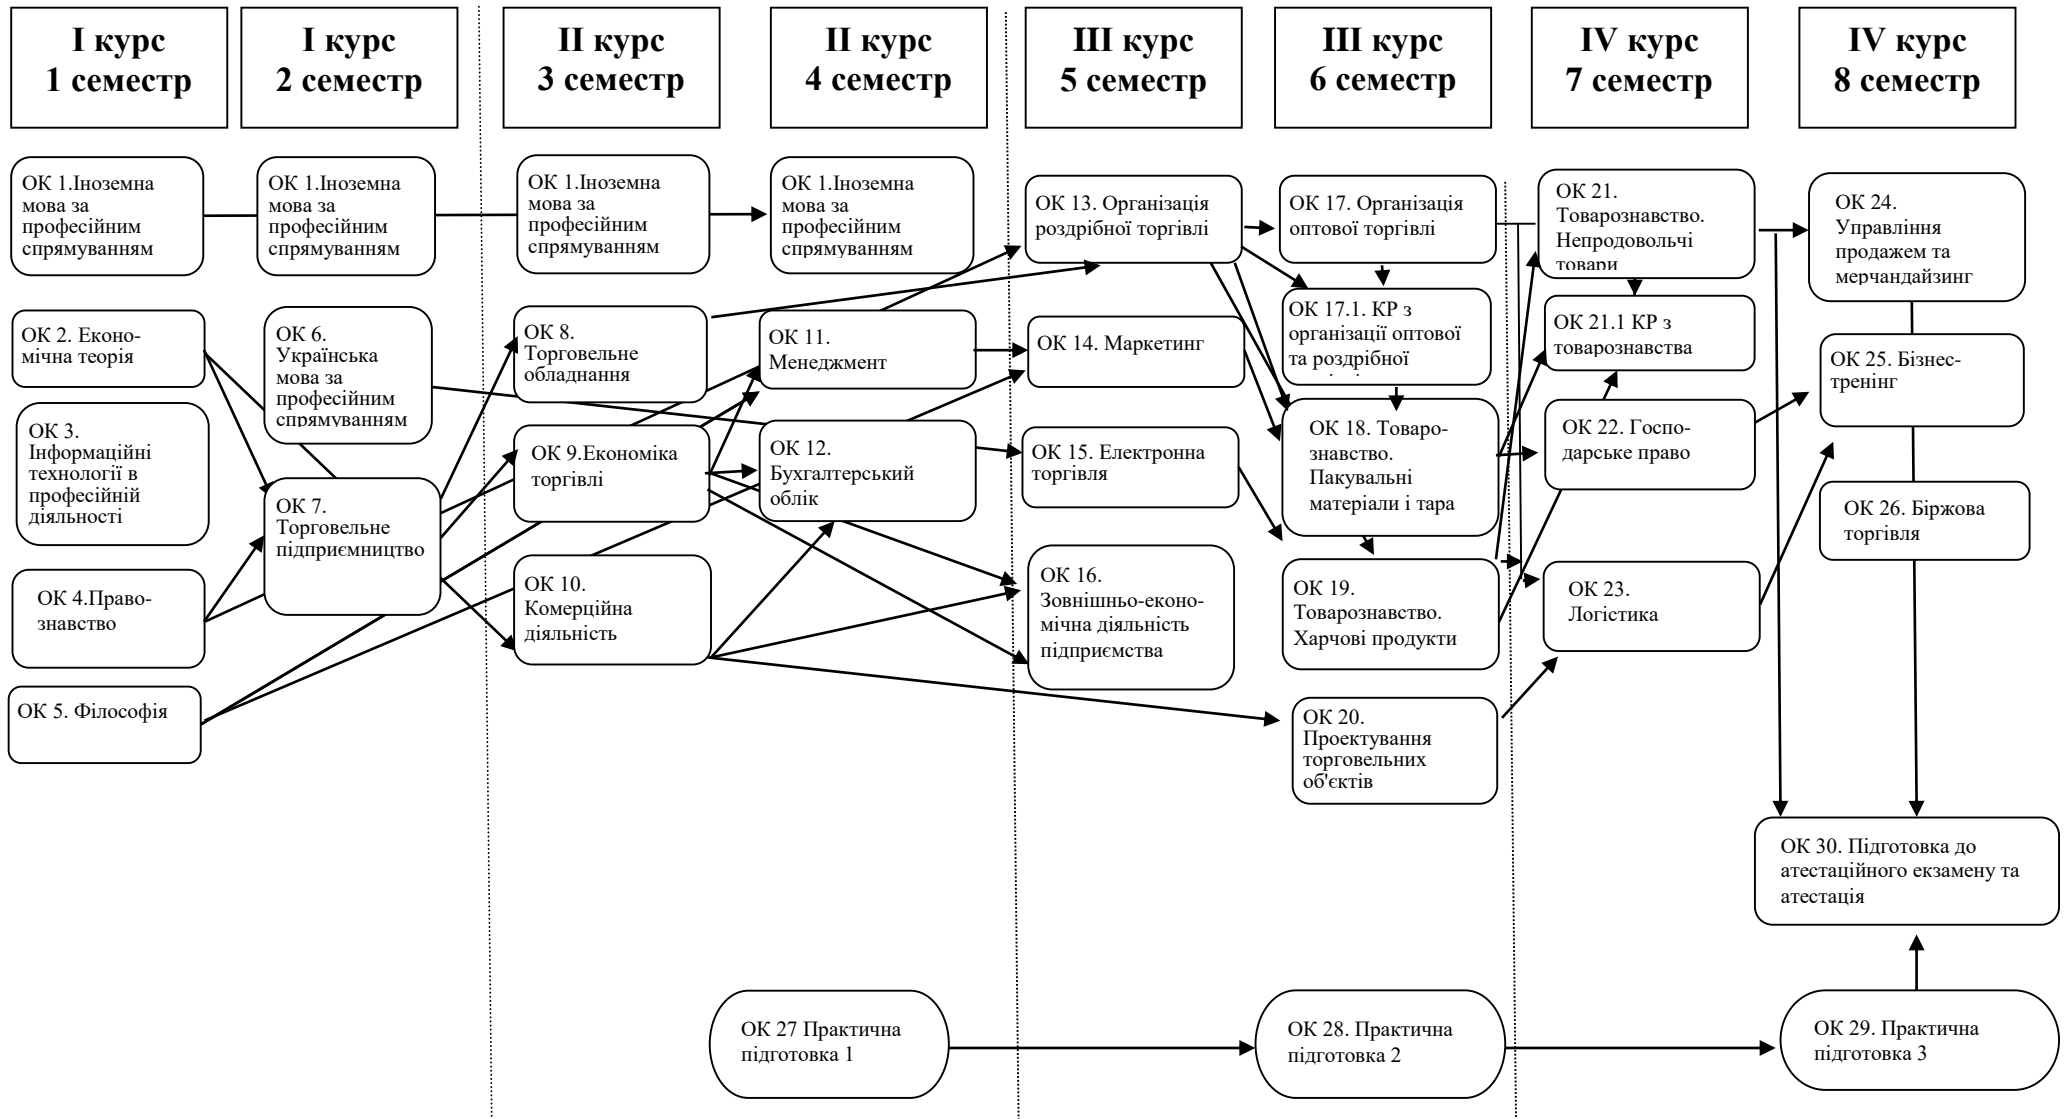 I курс
1 семестр
I курс
2 семестр
II курс
3 семестр
II курс
4 семестр
III курс
5 семестр
III курс
6 семестр
IV курс
7 семестр
IV курс
8 семестр
ОК 1.Іноземна
мова за
професійним
спрямуванням
ОК 2. Еконо-
мічна теорія
ОК 3.
Інформаційні
технології в
професійній
діяльності
ОК 4.Право-
знавство
ОК 5. Філософія
ОК 1.Іноземна
мова за
професійним
спрямуванням
ОК 6.
Українська
мова за
професійним
спрямуванням
ОК 7.
Торговельне
підприємництво
ОК 1.Іноземна
мова за
професійним
спрямуванням
ОК 8.
Торговельне
обладнання
ОК 9.Економіка
торгівлі
ОК 10.
Комерційна
діяльність
ОК 1.Іноземна
мова за
професійним
спрямуванням
ОК 11.
Менеджмент
ОК 12.
Бухгалтерський
облік
ОК 27 Практична
підготовка 1
ОК 13. Організація
роздрібної торгівлі
ОК 14. Маркетинг
ОК 15. Електронна
торгівля
ОК 16.
Зовнішньо-еконо-
мічна діяльність
підприємства
ОК 17. Організація
оптової торгівлі
ОК 17.1. КР з
організації оптової
та роздрібної
ОК 18. Товаро-
знавство.
Пакувальні
матеріали і тара
ОК 19.
Товарознавство.
Харчові продукти
ОК 20.
Проектування
торговельних
об'єктів
ОК 28. Практична
підготовка 2
ОК 21.
Товарознавство.
Непродовольчі
товари
ОК 21.1 КР з
товарознавства
ОК 22. Госпо-
дарське право
ОК 23.
Логістика
ОК 24.
Управління
продажем та
мерчандайзинг
ОК 25. Бізнес-
тренінг
ОК 26. Біржова
торгівля
ОК 30. Підготовка до
атестаційного екзамену та
атестація
ОК 29. Практична
підготовка 3